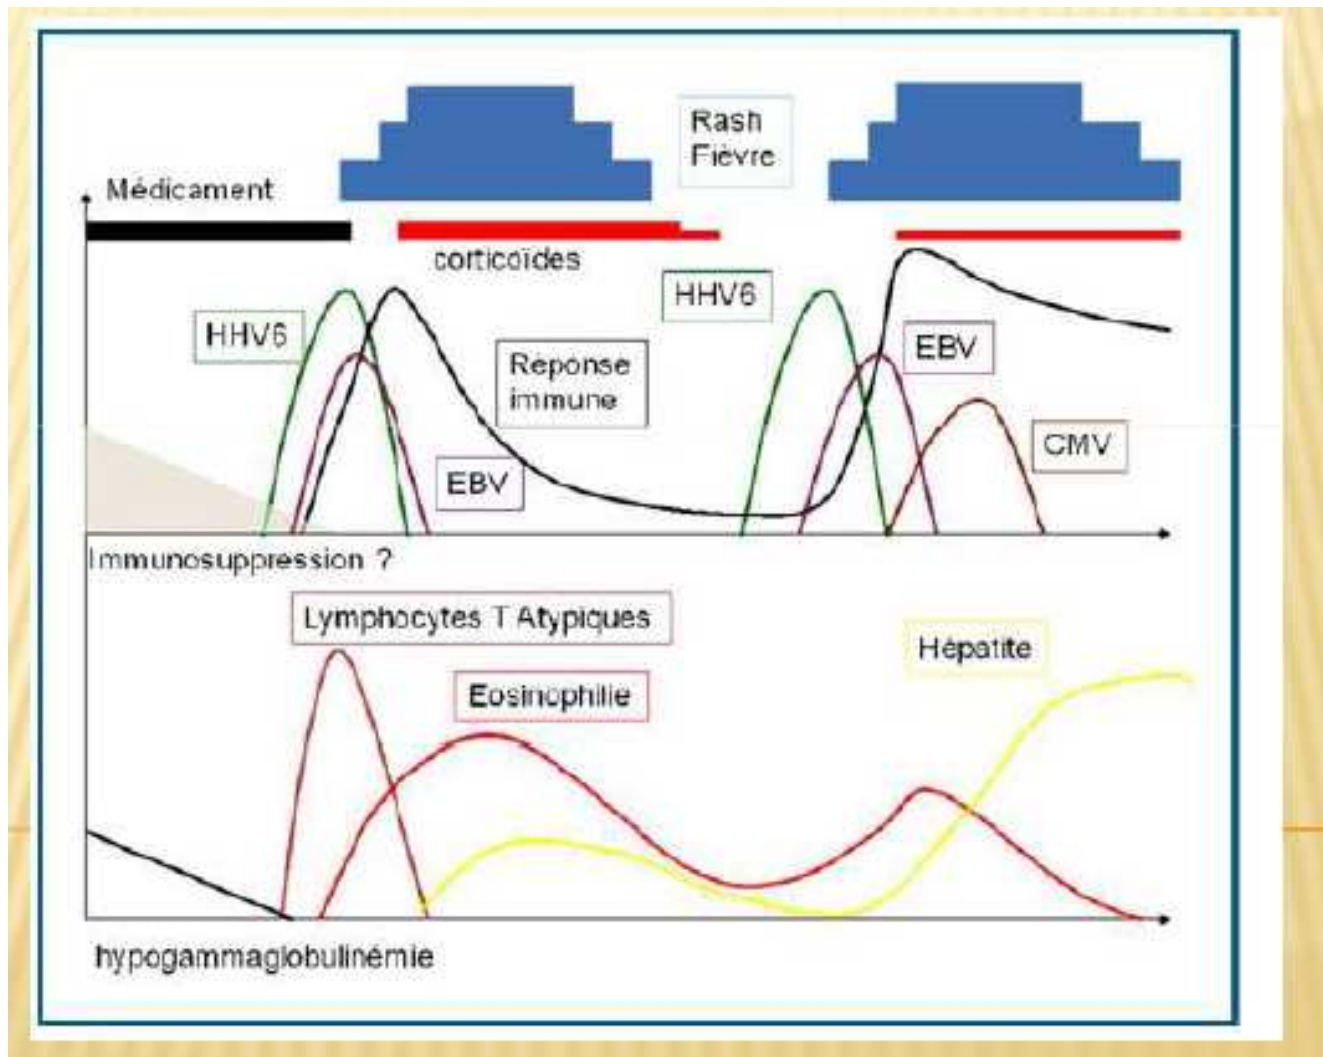 Rash
Fièvre
Médicament
corticoïdes
HHV6
HHV6
EBV
Réponse
immune
CMV
EBV
Immunosuppression ?
Lymphocytes T Atypiques
Hépatite
Eosinophilie
hypogammaglobulinémie